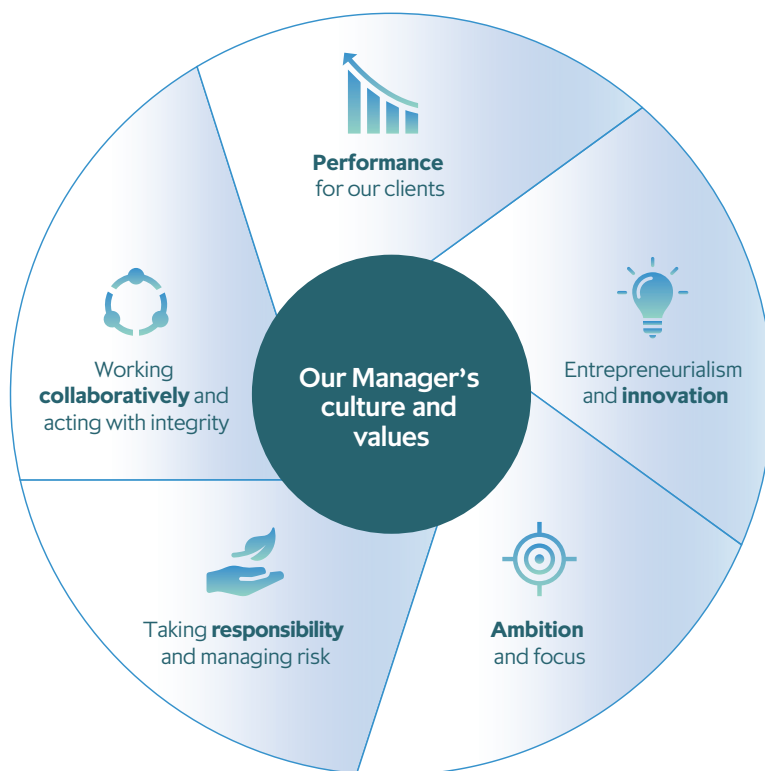 Performance
for our clients
Entrepreneurialism
and innovation
Ambition
and focus
Taking responsibility
and managing risk
Working
collaboratively and
acting with integrity
Our Manager’s
culture and
values